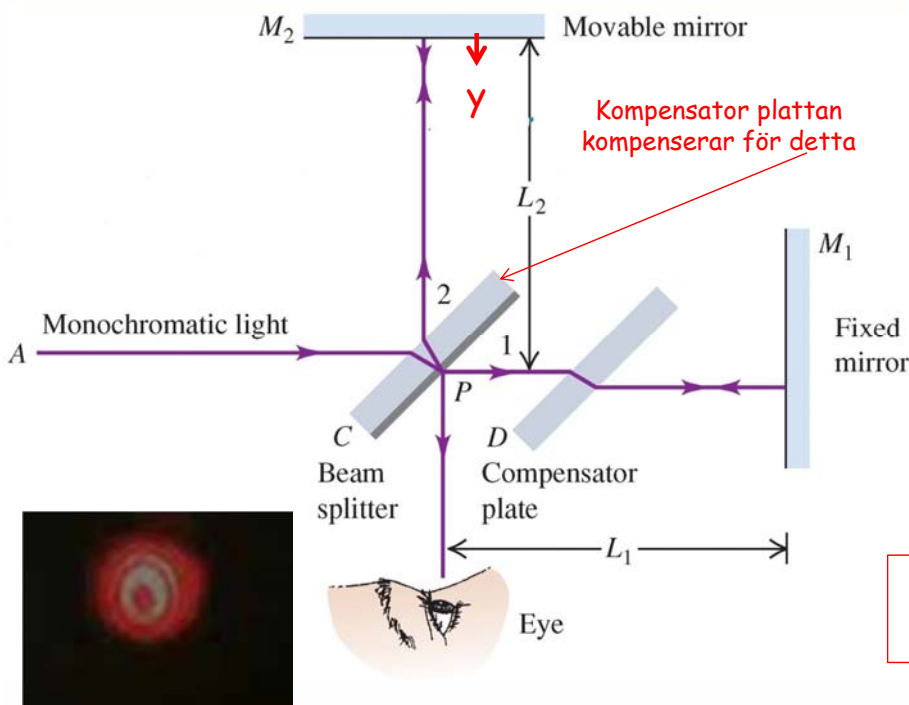 M2
Movable mirror
y
Kompensator plattan
kompenserar för detta
L2
M1
2
Monochromatic light
1
Fixed
mirror
A
P
C
D
Beam
splitter
Compensator
plate
L1
Eye